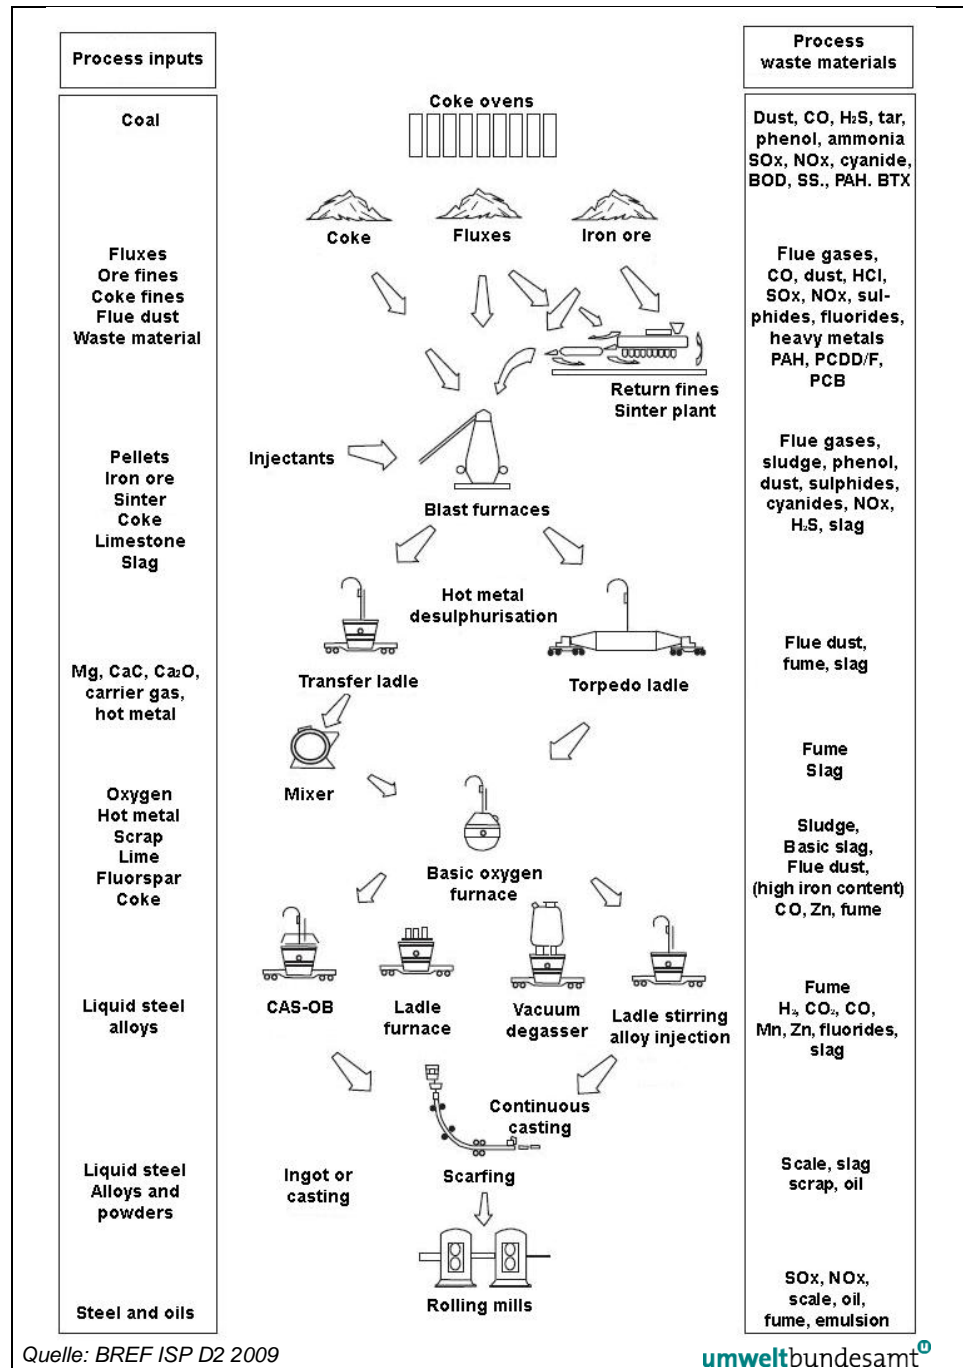 Process inputs
Process
waste materials
Coke ovens
Coal
Dust, CO, H₂S, tar,
phenol, ammonia
SOx, NOx, cyanide,
BOD, SS., PAH. BTX
Coke
Fluxes
Iron ore
Fluxes
Ore fines
Coke fines
Flue dust
Waste material
Flue gases,
CO, dust, HCl,
SOx, NOx, sul-
phides, fluorides,
heavy metals
PAH, PCDD/F,
PCB
Return fines
Sinter plant
Injectants
Blast furnaces
Pellets
Iron ore
Sinter
Coke
Limestone
Slag
Flue gases,
sludge, phenol,
dust, sulphides,
cyanides, NOx,
H₂S, slag
Hot metal
desulphurisation
Transfer ladle
Torpedo ladle
Mg, CaC, Ca₂O,
carrier gas,
hot metal
Flue dust,
fume, slag
Mixer
Fume
Slag
Oxygen
Hot metal
Scrap
Lime
Fluorspar
Coke
Basic oxygen
furnace
Sludge,
Basic slag,
Flue dust,
(high iron content)
CO, Zn, fume
CAS-OB
Ladle
furnace
Vacuum
degasser
Ladle stirring
alloy injection
Liquid steel
alloys
Fume
H₂, CO₂, CO,
Mn, Zn, fluorides,
slag
Continuous
casting
Ingot or
casting
Scarfing
Liquid steel
Alloys and
powders
Scale, slag
scrap, oil
Rolling mills
Steel and oils
SOx, NOx,
scale, oil,
fume, emulsion
Quelle: BREF ISP D2 2009
umweltbundesamt u